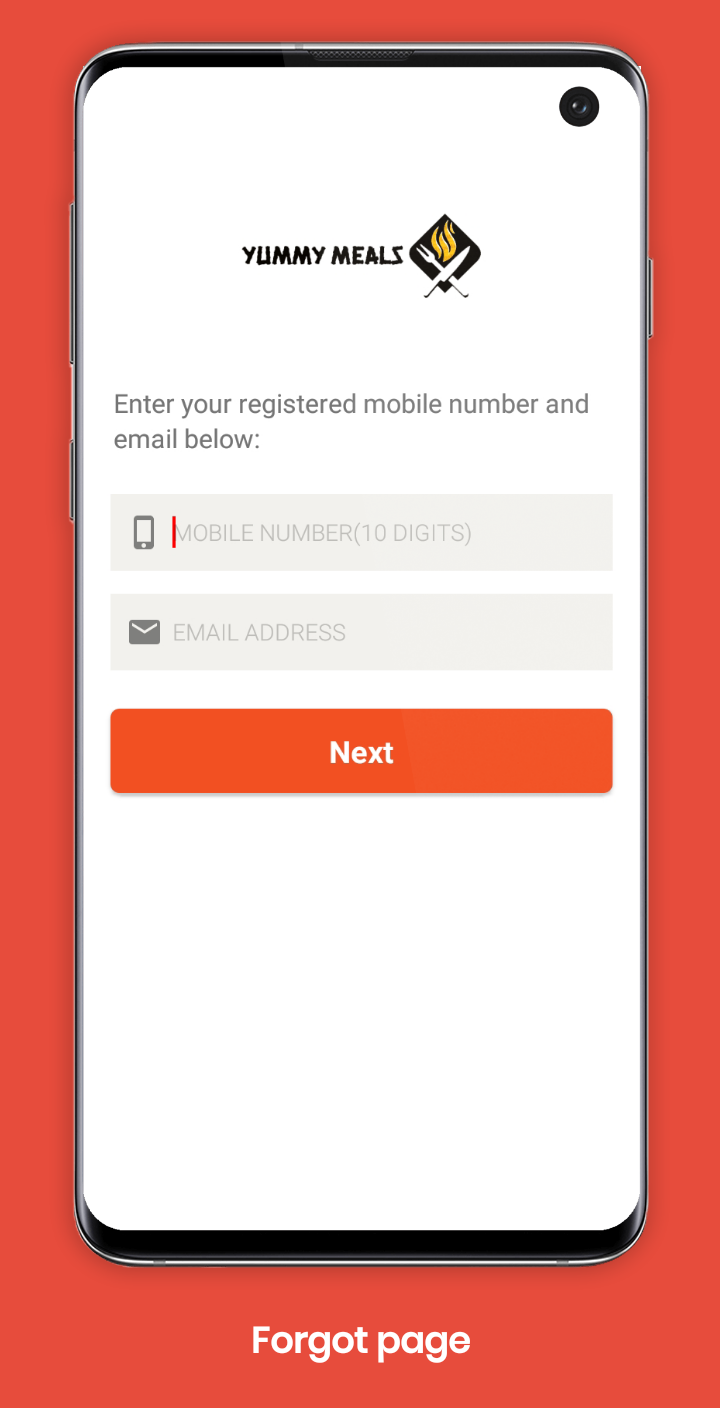 YUMMY MEALS
Enter your registered mobile number and
email below:
MOBILE NUMBER(10 DIGITS)
EMAIL ADDRESS
Next
Forgot page